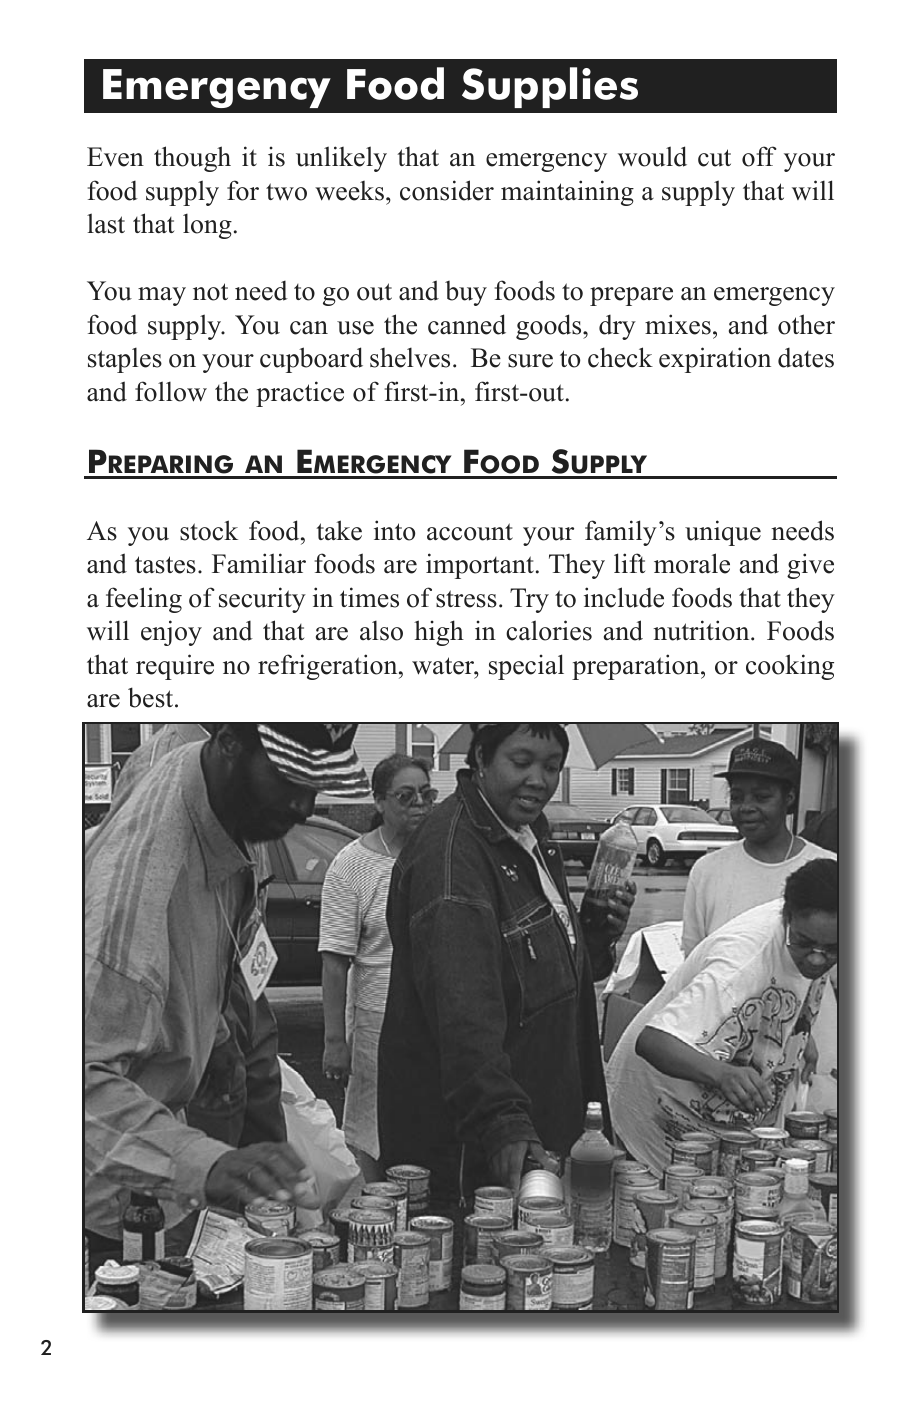 Emergency Food Supplies
Even though it is unlikely that an emergency would cut off your
food supply for two weeks, consider maintaining a supply that will
last that long.
You may not need to go out and buy foods to prepare an emergency
food supply. You can use the canned goods, dry mixes, and other
staples on your cupboard shelves.  Be sure to check expiration dates
and follow the practice of first-in, first-out.
PREPARING AN EMERGENCY FOOD SUPPLY
As you stock food, take into account your family’s unique needs
and tastes. Familiar foods are important. They lift morale and give
a feeling of security in times of stress. Try to include foods that they
will enjoy and that are also high in calories and nutrition. Foods
that require no refrigeration, water, special preparation, or cooking
are best.
Security
System
2